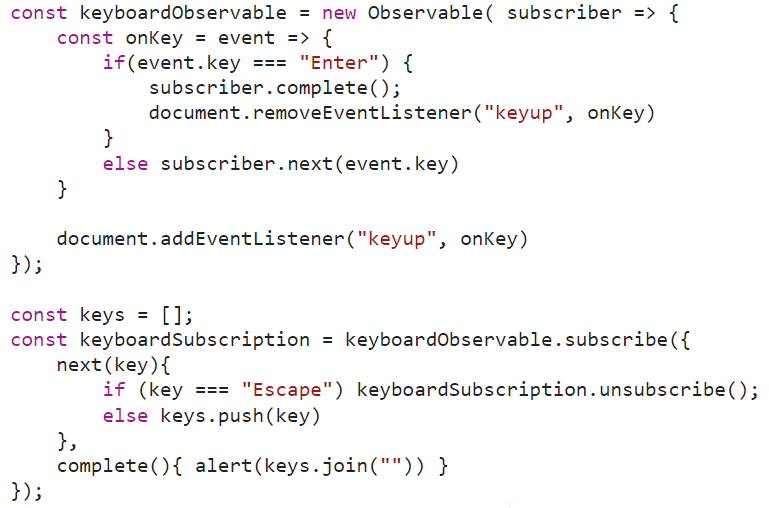 const keyboardObservable = new Observable( subscriber => {
    const onKey = event => {
        if(event.key === "Enter") {
            subscriber.complete();
            document.removeEventListener("keyup", onKey)
        }
        else subscriber.next(event.key)
    }

    document.addEventListener("keyup", onKey)
});

const keys = [];
const keyboardSubscription = keyboardObservable.subscribe({
    next(key){
        if (key === "Escape") keyboardSubscription.unsubscribe();
        else keys.push(key)
    },
    complete(){ alert(keys.join("")) }
});